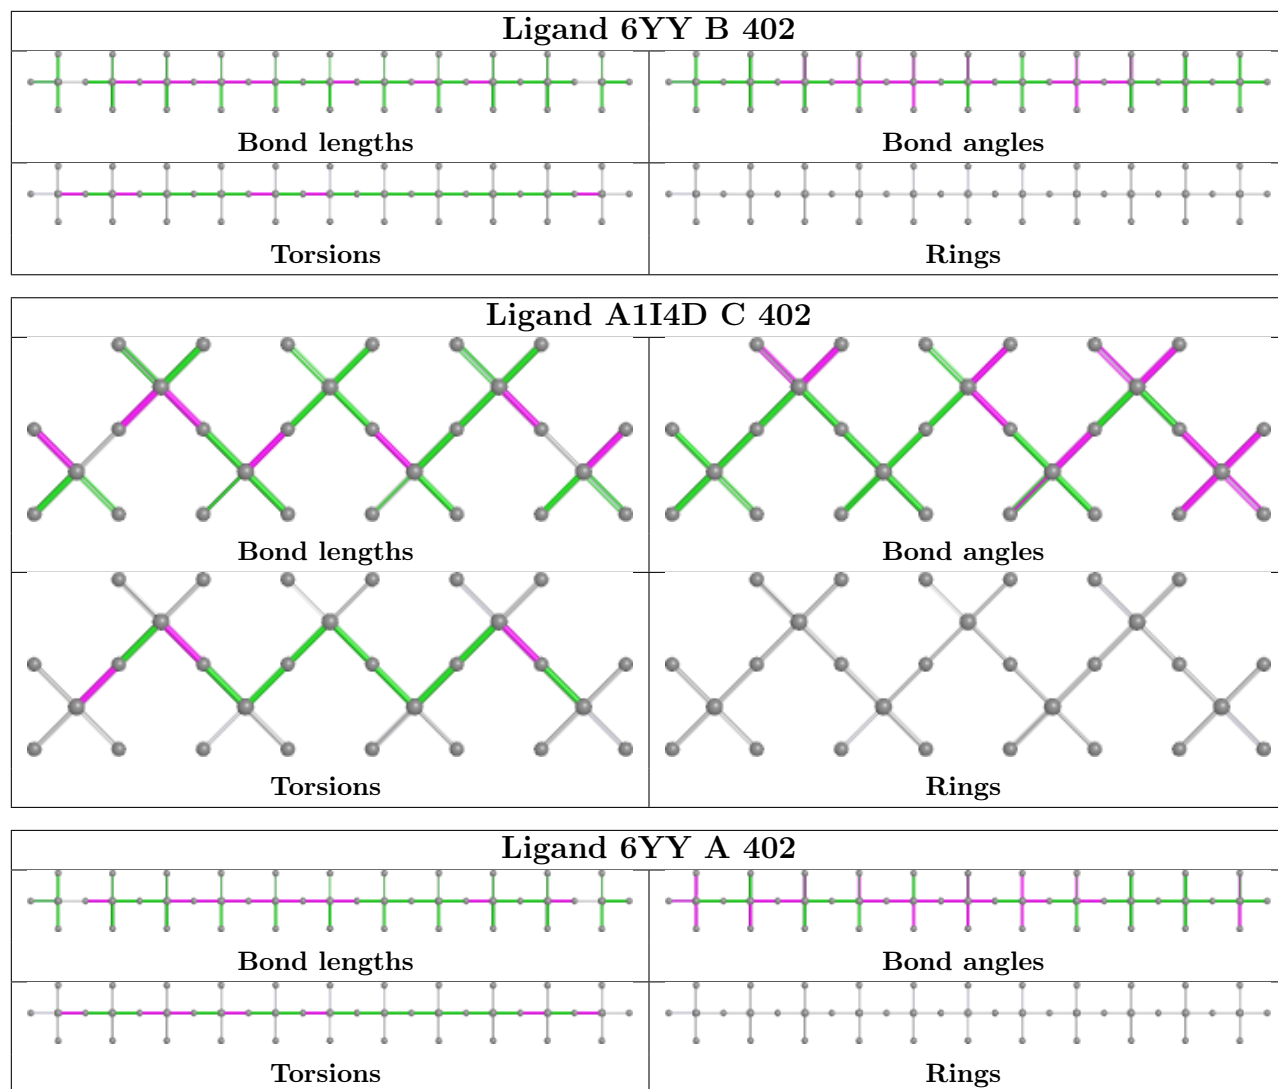 Ligand 6YY B 402
Bond lengths
Bond angles
Torsions
Rings
Ligand A1I4D C 402
Bond lengths
Bond angles
Torsions
Rings
Ligand 6YY A 402
Bond lengths
Bond angles
Torsions
Rings